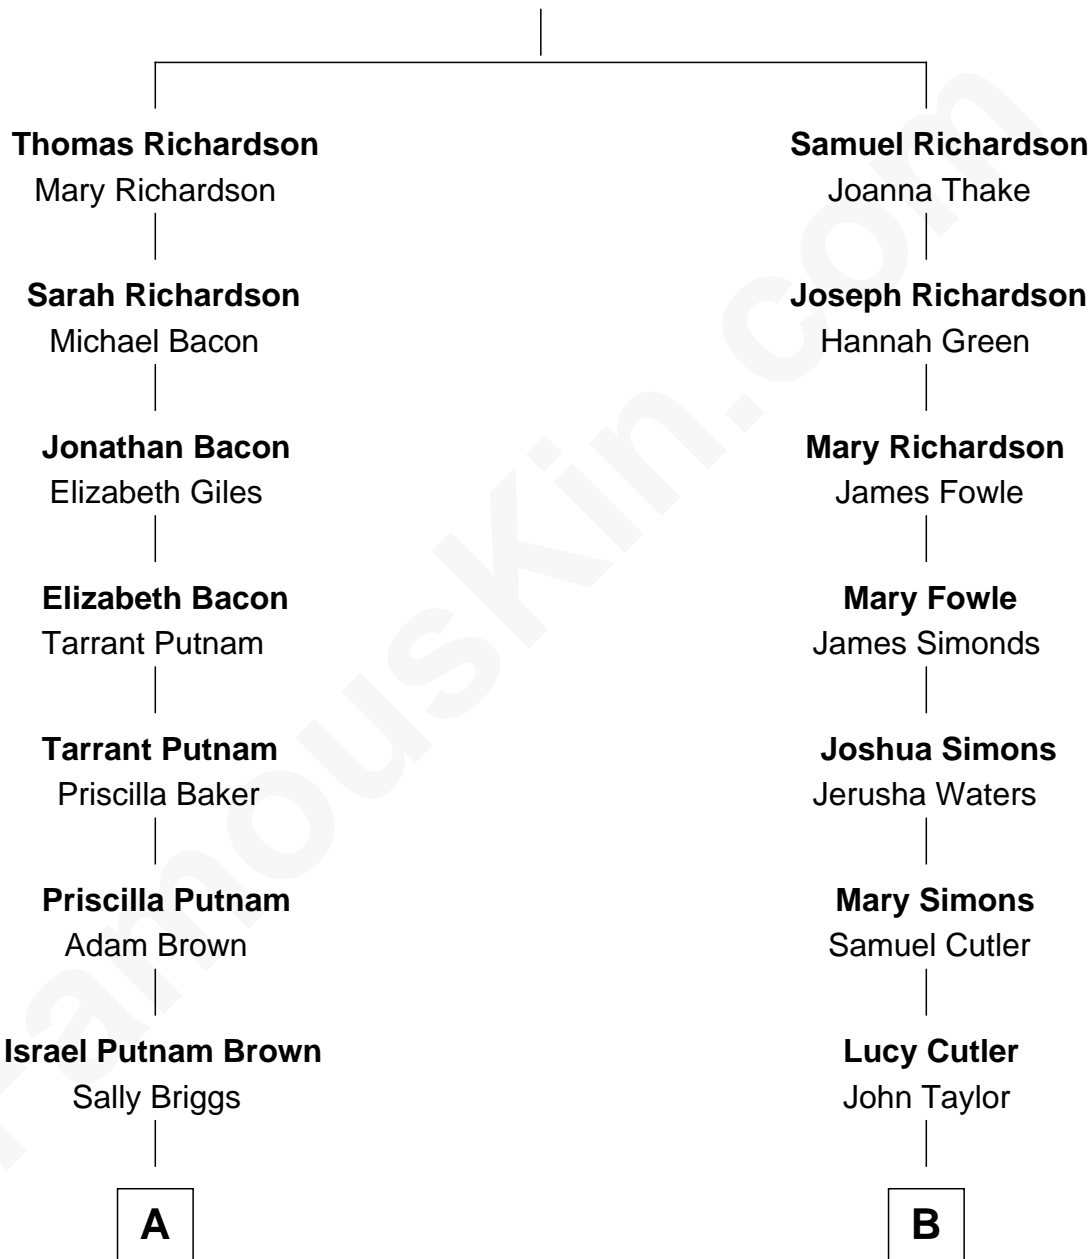 Thomas Richardson
Mary Richardson
Sarah Richardson
Michael Bacon
Jonathan Bacon
Elizabeth Giles
Elizabeth Bacon
Tarrant Putnam
Tarrant Putnam
Priscilla Baker
Priscilla Putnam
Adam Brown
Israel Putnam Brown
Sally Briggs
A
Samuel Richardson
Joanna Thake
Joseph Richardson
Hannah Green
Mary Richardson
James Fowle
Mary Fowle
James Simonds
Joshua Simons
Jerusha Waters
Mary Simons
Samuel Cutler
Lucy Cutler
John Taylor
B
FamousKin.com